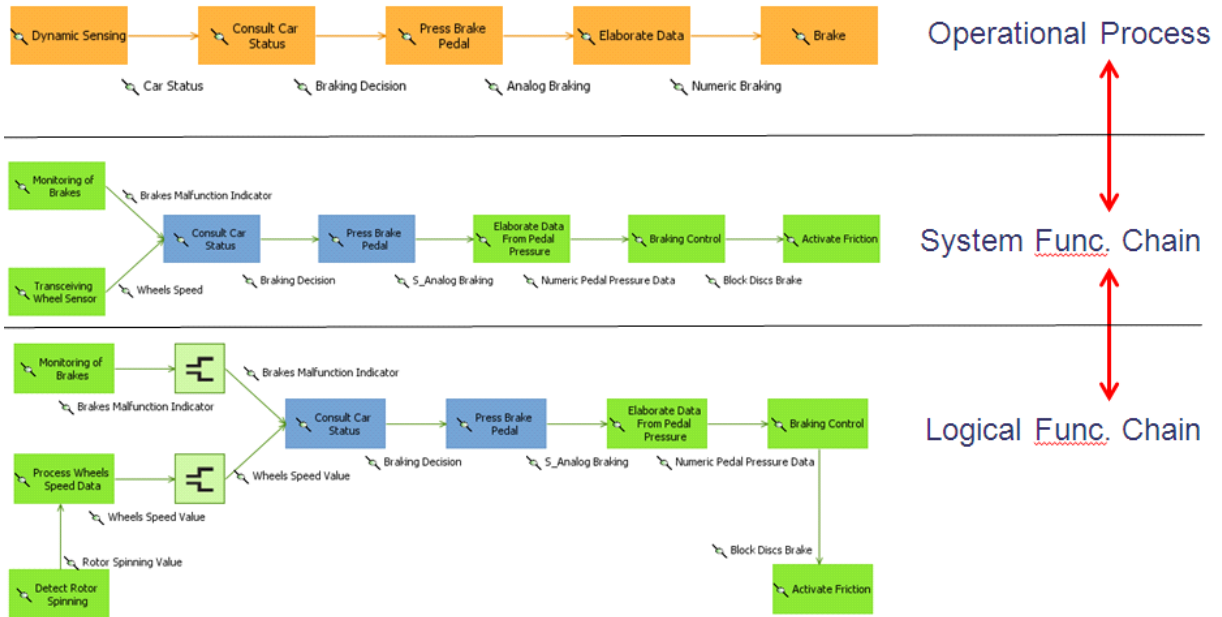 Dynamic Sensing
Consult Car
Status
Press Brake
Pedal
Elaborate Data
Brake
Operational Process
Car Status
Braking Decision
Analog Braking
Numeric Braking
Monitoring of
Brakes
Brakes Malfunction Indicator
Consult Car
Status
Press Brake
Pedal
Elaborate Data
From Pedal
Pressure
Braking Control
Activate Friction
System Func. Chain
Transceiving
Wheel Sensor
Wheels Speed
Braking Decision
S_Analog Braking
Numeric Pedal Pressure Data
Block Discs Brake
Monitoring of
Brakes
Brakes Malfunction Indicator
Brakes Malfunction Indicator
Consult Car
Status
Press Brake
Pedal
Elaborate Data
From Pedal
Pressure
Braking Control
Logical Func. Chain
Process Wheels
Speed Data
Wheels Speed Value
Braking Decision
S_Analog Braking
Numeric Pedal Pressure Data
Wheels Speed Value
Rotor Spinning Value
Block Discs Brake
Detect Rotor
Spinning
Activate Friction